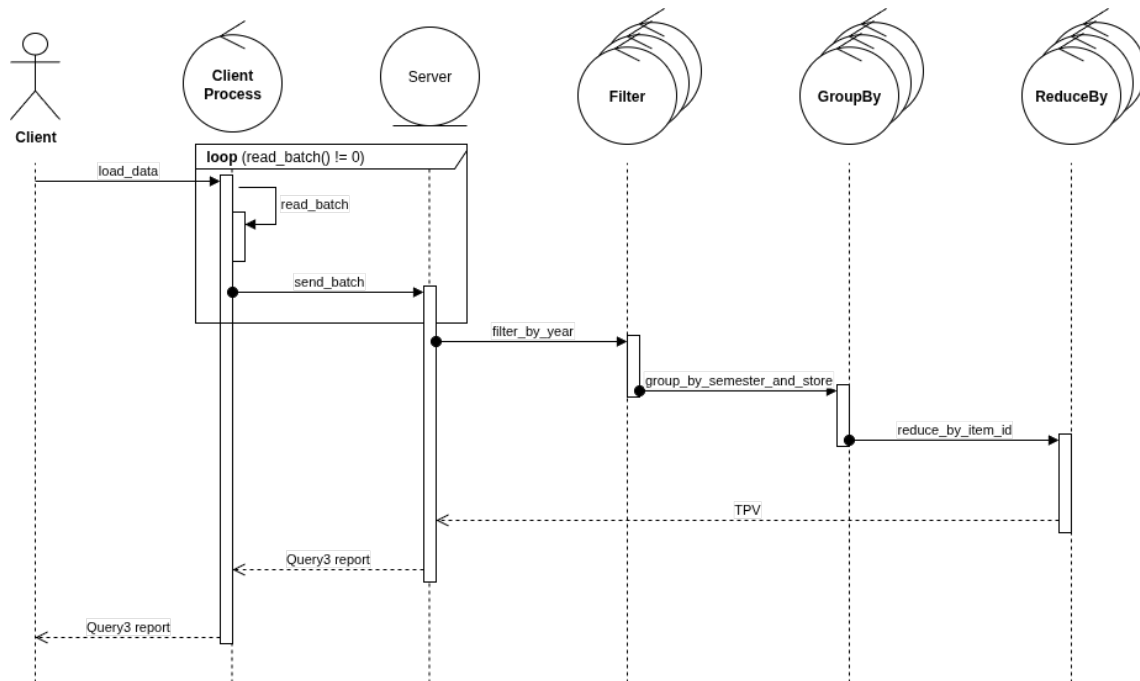 Client
Process
Server
Filter
GroupBy
ReduceBy
Client
loop (read_batch() != 0)
load_data
read_batch
send_batch
filter_by_year
group_by_semester_and_store
reduce_by_item_id
TPV
Query3 report
Query3 report